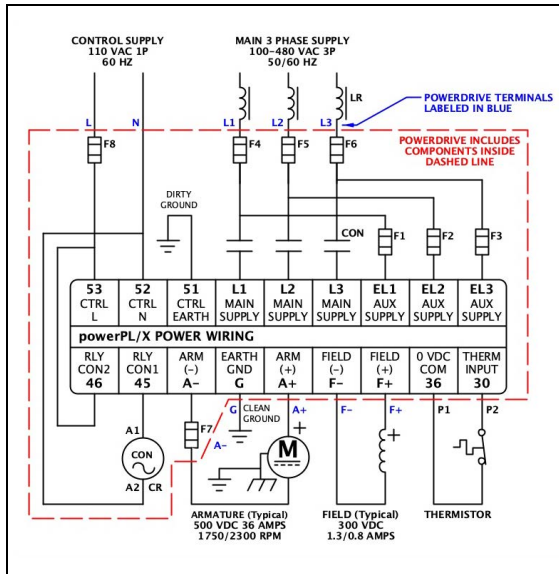 CONTROL SUPPLY
110 VAC 1P
60 HZ
MAIN 3 PHASE SUPPLY
100-480 VAC 3P
50/60 HZ
LR
POWERDRIVE TERMINALS
LABELED IN BLUE
L
N
L1
L2
L3
POWERDRIVE INCLUDES
COMPONENTS INSIDE
DASHED LINE
F8
F4
F5
F6
DIRTY
GROUND
CON
F1
F2
F3
53
CTRL
L
52
CTRL
N
51
CTRL
EARTH
L1
MAIN
SUPPLY
L2
MAIN
SUPPLY
L3
MAIN
SUPPLY
EL1
AUX
SUPPLY
EL2
AUX
SUPPLY
EL3
AUX
SUPPLY
powerPL/X POWER WIRING
RLY
CON2
46
RLY
CON1
45
ARM
(-)
A-
EARTH
GND
G
ARM
(+)
A+
FIELD
(-)
F-
FIELD
(+)
F+
0 VDC
COM
36
THERM
INPUT
30
G
CLEAN
GROUND
A+
F-
F+
P1
P2
A1
F7
A-
+
+
CON
M
A2
CR
ARMATURE (Typical)
500 VDC 36 AMPS
1750/2300 RPM
FIELD (Typical)
300 VDC
1.3/0.8 AMPS
THERMISTOR